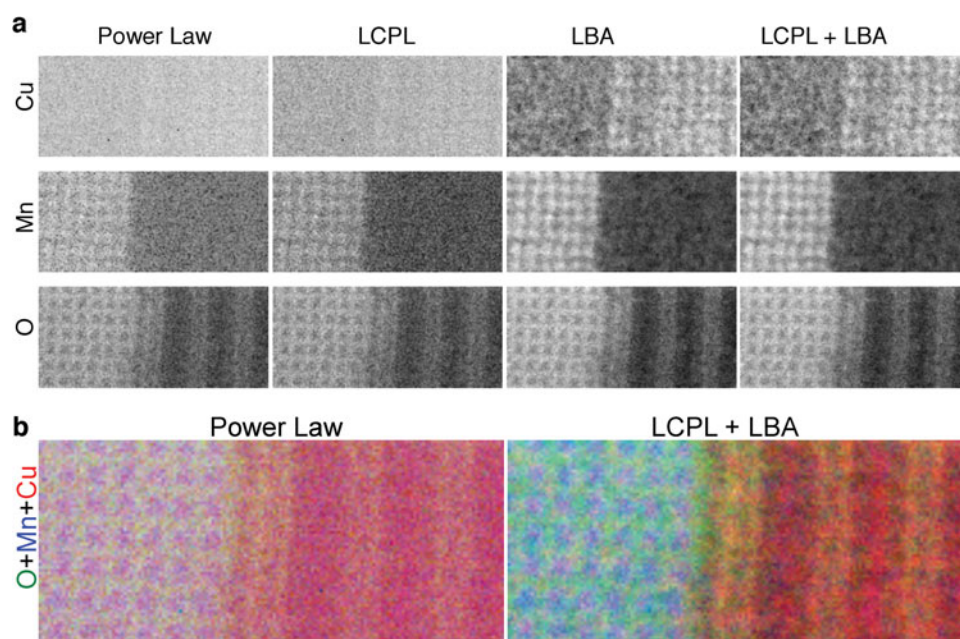 a
Power Law LCPL LBA LCPL + LBA
Cu
Mn
O
b
Power Law LCPL + LBA
O+Mn+Cu